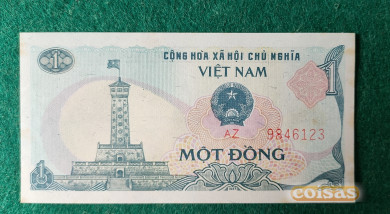 CỘNG HÒA XÃ HỘI CHỦ NGHĨA
VIỆT NAM
1
1
AZ 9846123
MỘT ĐỒNG
coisas